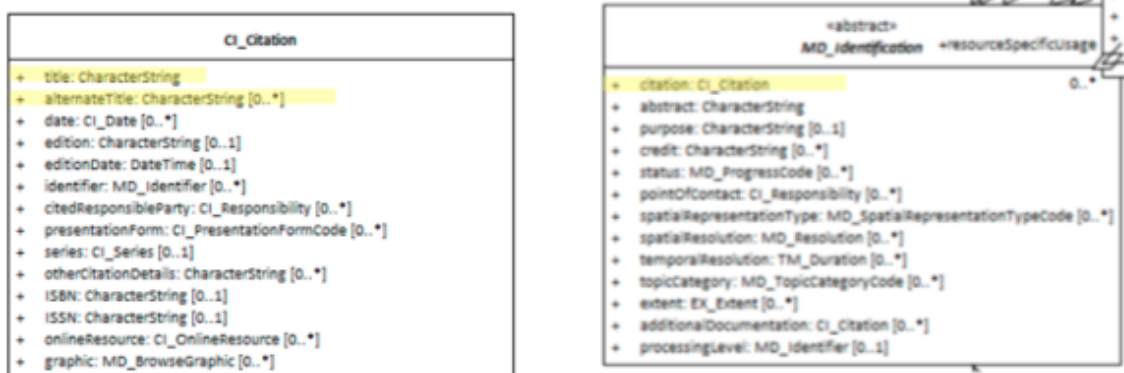 CI_Citation
+ title: CharacterString
+ alternateTitle: CharacterString [0..*]
+ date: CI_Date [0..*]
+ edition: CharacterString [0..1]
+ editionDate: DateTime [0..1]
+ identifier: MD_Identifier [0..*]
+ citedResponsibleParty: CI_Responsibility [0..*]
+ presentationForm: CI_PresentationFormCode [0..*]
+ series: CI_Series [0..1]
+ otherCitationDetails: CharacterString [0..*]
+ ISBN: CharacterString [0..1]
+ ISSN: CharacterString [0..1]
+ onlineResource: CI_OnlineResource [0..*]
+ graphic: MD_BrowseGraphic [0..*]
«abstract»
MD_Identification +resourceSpecificUsage
+ citation: CI_Citation 0..*
+ abstract: CharacterString
+ purpose: CharacterString [0..1]
+ credit: CharacterString [0..*]
+ status: MD_ProgressCode [0..*]
+ pointOfContact: CI_Responsibility [0..*]
+ spatialRepresentationType: MD_SpatialRepresentationTypeCode [0..*]
+ spatialResolution: MD_Resolution [0..*]
+ temporalResolution: TM_Duration [0..*]
+ topicCategory: MD_TopicCategoryCode [0..*]
+ extent: EX_Extent [0..*]
+ additionalDocumentation: CI_Citation [0..*]
+ processingLevel: MD_Identifier [0..1]